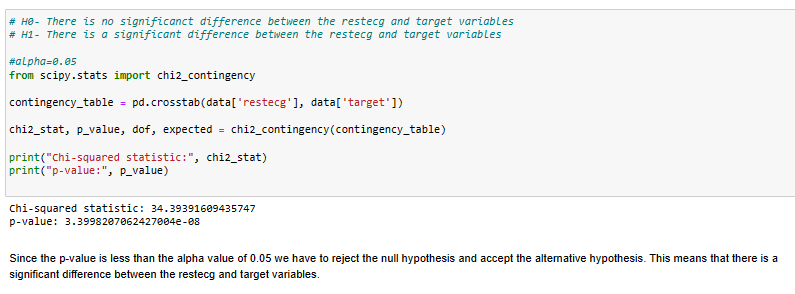 # H0- There is no significanct difference between the restecg and target variables
# H1- There is a significant difference between the restecg and target variables
#alpha=0.05
from scipy.stats import chi2_contingency
contingency_table = pd.crosstab(data['restecg'], data['target'])
chi2_stat, p_value, dof, expected = chi2_contingency(contingency_table)
print("Chi-squared statistic:", chi2_stat)
print("p-value:", p_value)
Chi-squared statistic: 34.39391609435747
p-value: 3.3998207062427004e-08
Since the p-value is less than the alpha value of 0.05 we have to reject the null hypothesis and accept the alternative hypothesis. This means that there is a
significant difference between the restecg and target variables.